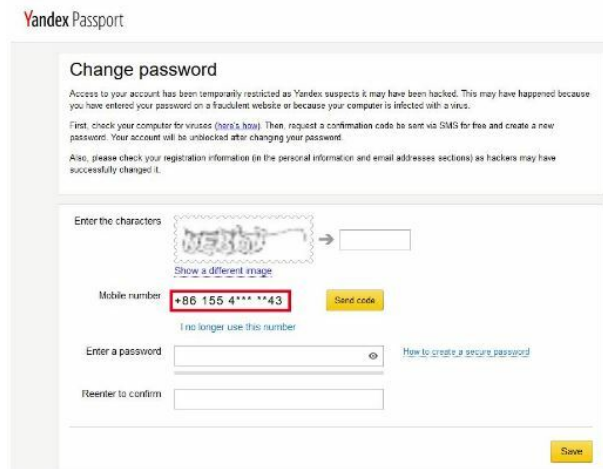 Yandex Passport
Change password
Access to your account has been temporarily restricted as Yandex suspects it may have been hacked. This may have happened because
you have entered your password on a fraudulent website or because your computer is infected with a virus.
First, check your computer for viruses (here's how). Then, request a confirmation code be sent via SMS for free and create a new
password. Your account will be unblocked after changing your password.
Also, please check your registration information (in the personal information and email addresses sections) as hackers may have
successfully changed it.
Enter the characters
Show a different image
Mobile number +86 155 4*** **43 Send code
I no longer use this number
Enter a password How to create a secure password
Reenter to confirm
Save